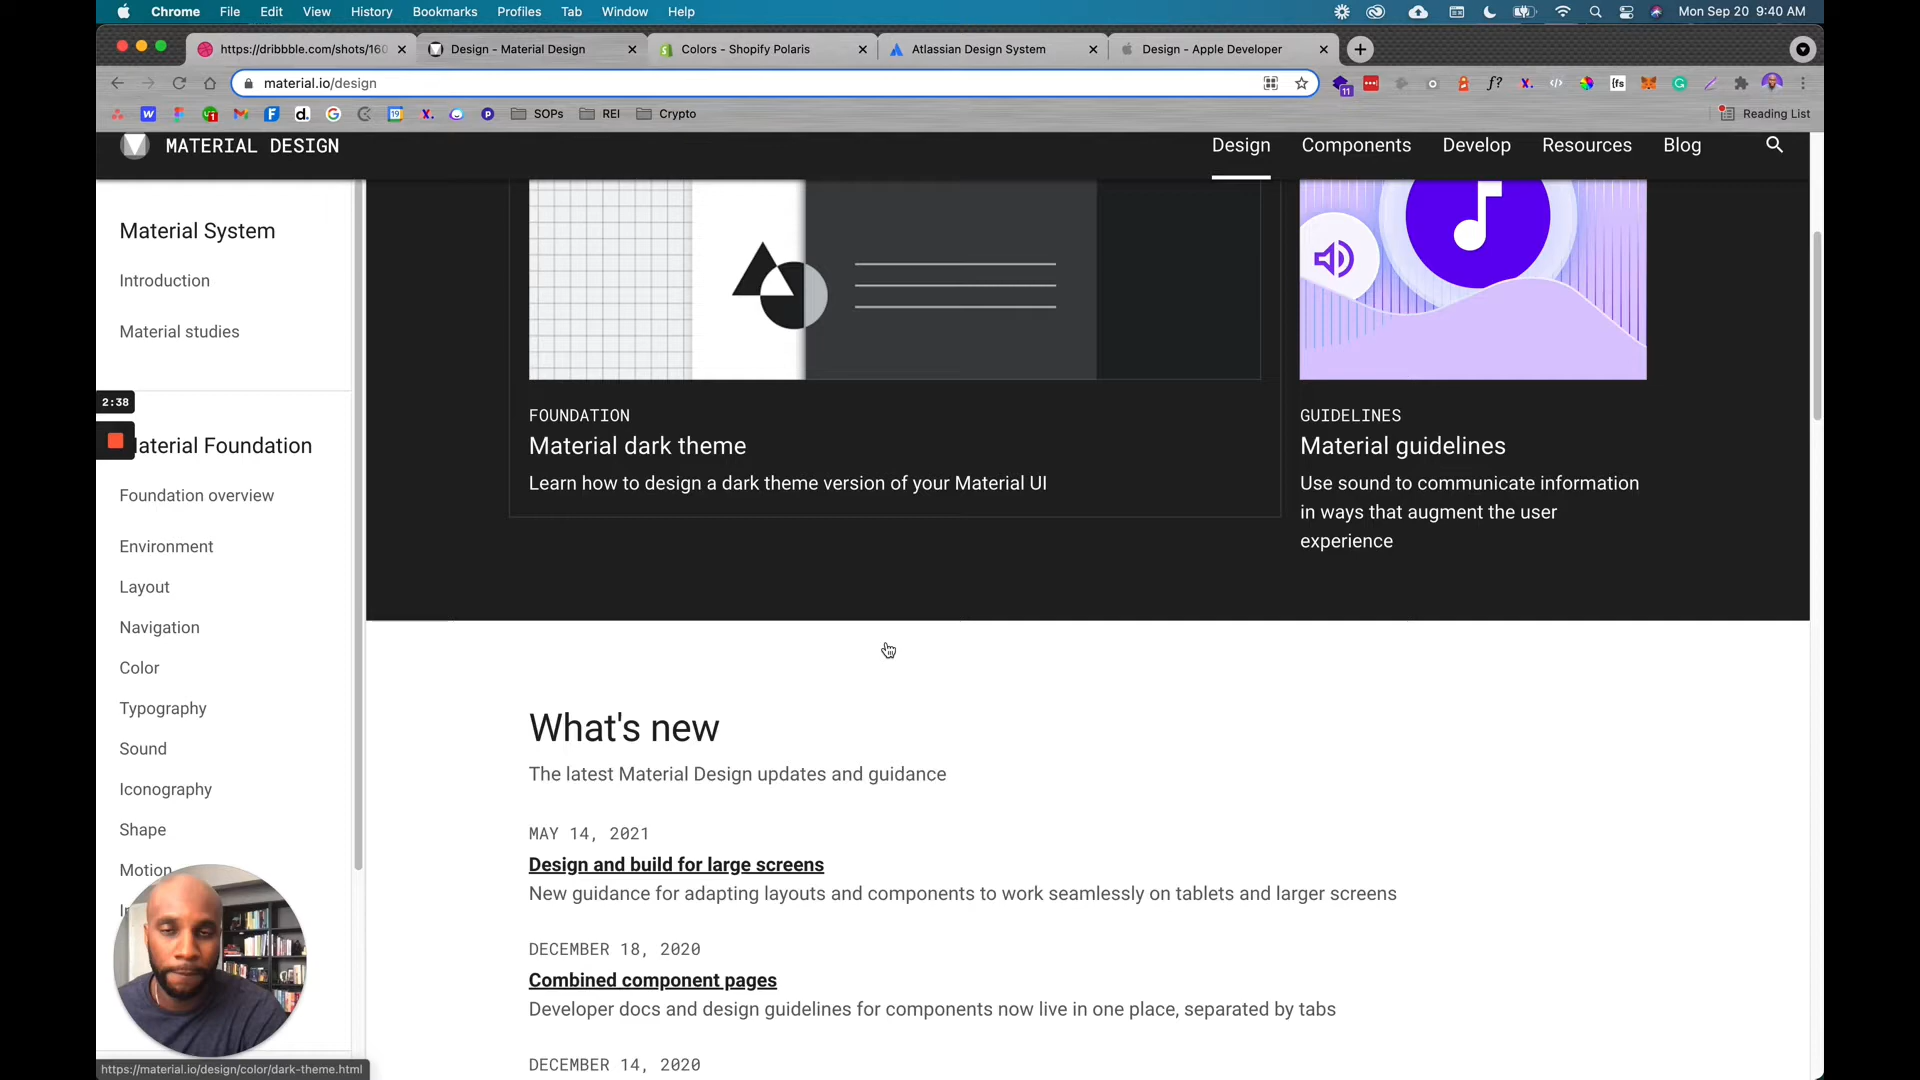 Chrome File Edit View History Bookmarks Profiles Tab Window Help Mon Sep 20 9:40 AM
https://dribbble.com/shots/160 Design - Material Design Colors - Shopify Polaris Atlassian Design System Design - Apple Developer
material.io/design
SOPs REI Crypto Reading List
MATERIAL DESIGN Design Components Develop Resources Blog
Material System
Introduction
Material studies
2:38
aterial Foundation
Foundation overview
Environment
Layout
Navigation
Color
Typography
Sound
Iconography
Shape
Motion
FOUNDATION
Material dark theme
Learn how to design a dark theme version of your Material UI
GUIDELINES
Material guidelines
Use sound to communicate information
in ways that augment the user
experience
What's new
The latest Material Design updates and guidance
MAY 14, 2021
Design and build for large screens
New guidance for adapting layouts and components to work seamlessly on tablets and larger screens
DECEMBER 18, 2020
Combined component pages
Developer docs and design guidelines for components now live in one place, separated by tabs
DECEMBER 14, 2020
https://material.io/design/color/dark-theme.html